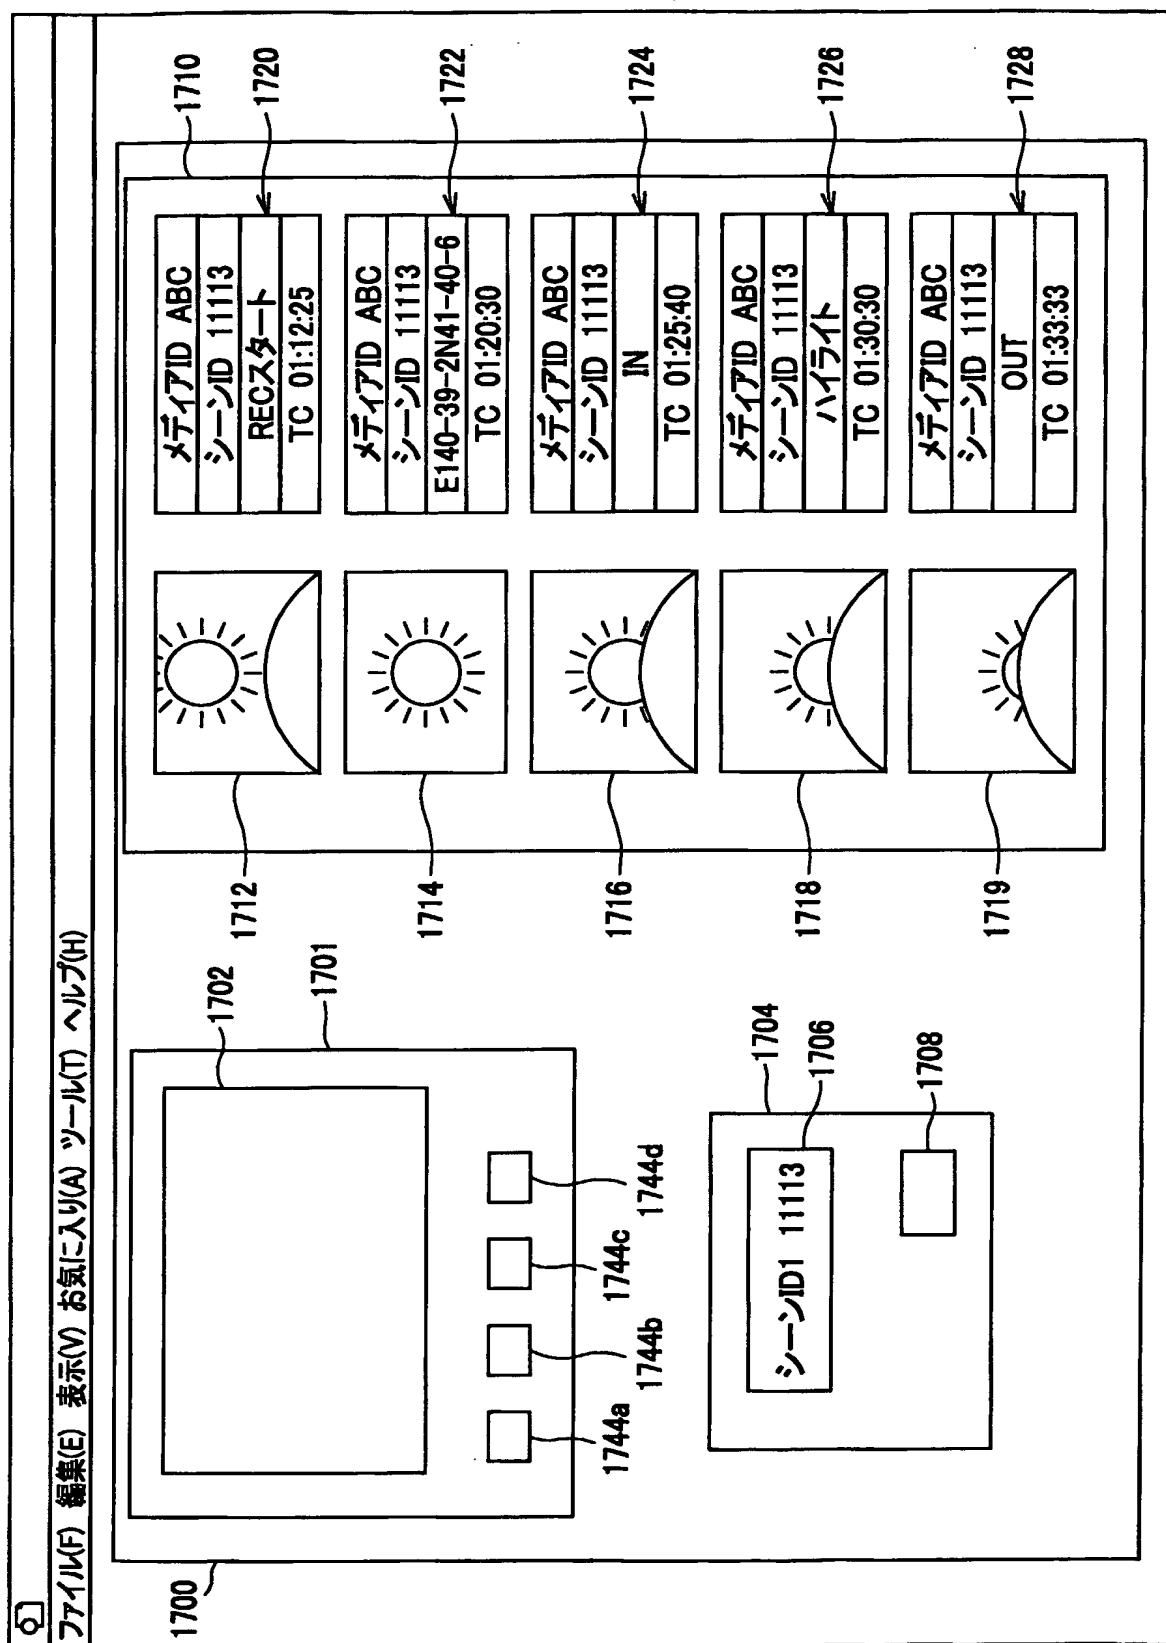 ファイル(F) 編集(E) 表示(V) お気に入り(A) ツール(T) ヘルプ(H)
1700
1702
1701
1744a
1744b
1744c
1744d
1704
シーンID1 11113
1706
1708
1710
1712
メディアID ABC
シーンID 11113
RECスタート
TC 01:12:25
1720
1714
メディアID ABC
シーンID 11113
E140-39-2N41-40-6
TC 01:20:30
1722
1716
メディアID ABC
シーンID 11113
IN
TC 01:25:40
1724
1718
メディアID ABC
シーンID 11113
ハイライト
TC 01:30:30
1726
1719
メディアID ABC
シーンID 11113
OUT
TC 01:33:33
1728